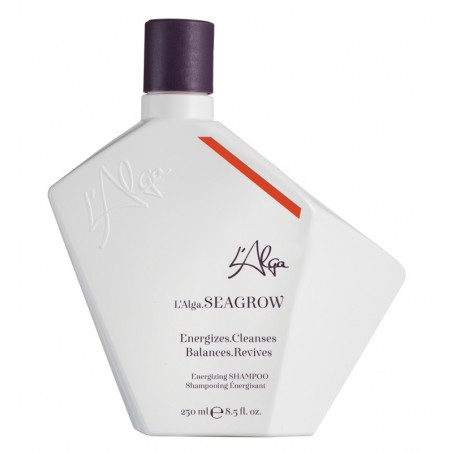 L'Alga
L'Alga
L'Alga.SEAGROW
Energizes.Cleanses
Balances.Revives
Energizing SHAMPOO
Shampooing Énergisant
250 ml ℮ 8.5 fl. oz.